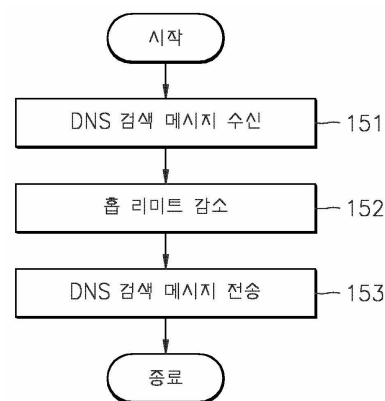 시작
DNS 검색 메시지 수신 151
홉 리미트 감소 152
DNS 검색 메시지 전송 153
종료